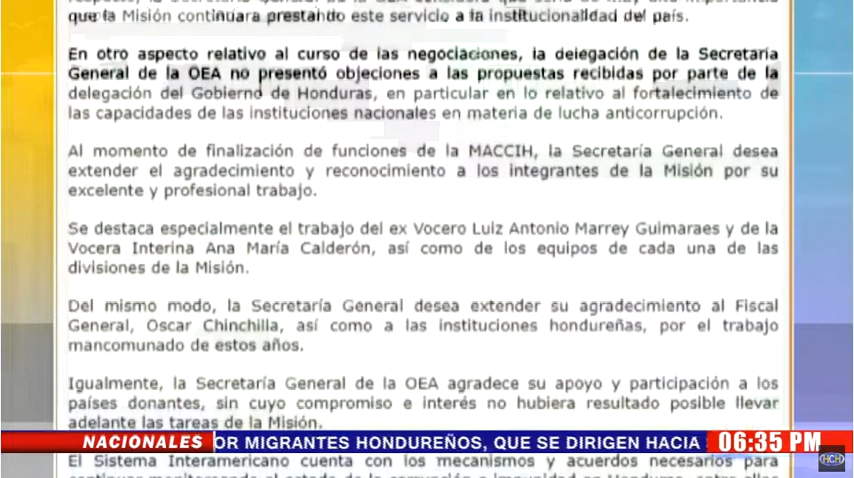 que la Misión continuara prestando este servicio a la institucionalidad del país.
En otro aspecto relativo al curso de las negociaciones, la delegación de la Secretaría
General de la OEA no presentó objeciones a las propuestas recibidas por parte de la
delegación del Gobierno de Honduras, en particular en lo relativo al fortalecimiento de
las capacidades de las instituciones nacionales en materia de lucha anticorrupción.
Al momento de finalización de funciones de la MACCIH, la Secretaría General desea
extender el agradecimiento y reconocimiento a los integrantes de la Misión por su
excelente y profesional trabajo.
Se destaca especialmente el trabajo del ex Vocero Luiz Antonio Marrey Guimaraes y de la
Vocera Interina Ana María Calderón, así como de los equipos de cada una de las
divisiones de la Misión.
Del mismo modo, la Secretaría General desea extender su agradecimiento al Fiscal
General, Oscar Chinchilla, así como a las instituciones hondureñas, por el trabajo
mancomunado de estos años.
Igualmente, la Secretaría General de la OEA agradece su apoyo y participación a los
países donantes, sin cuyo compromiso e interés no hubiera resultado posible llevar
adelante las tareas de la Misión.
NACIONALES OR MIGRANTES HONDUREÑOS, QUE SE DIRIGEN HACIA 06:35 PM
El Sistema Interamericano cuenta con los mecanismos y acuerdos necesarios para
HCH